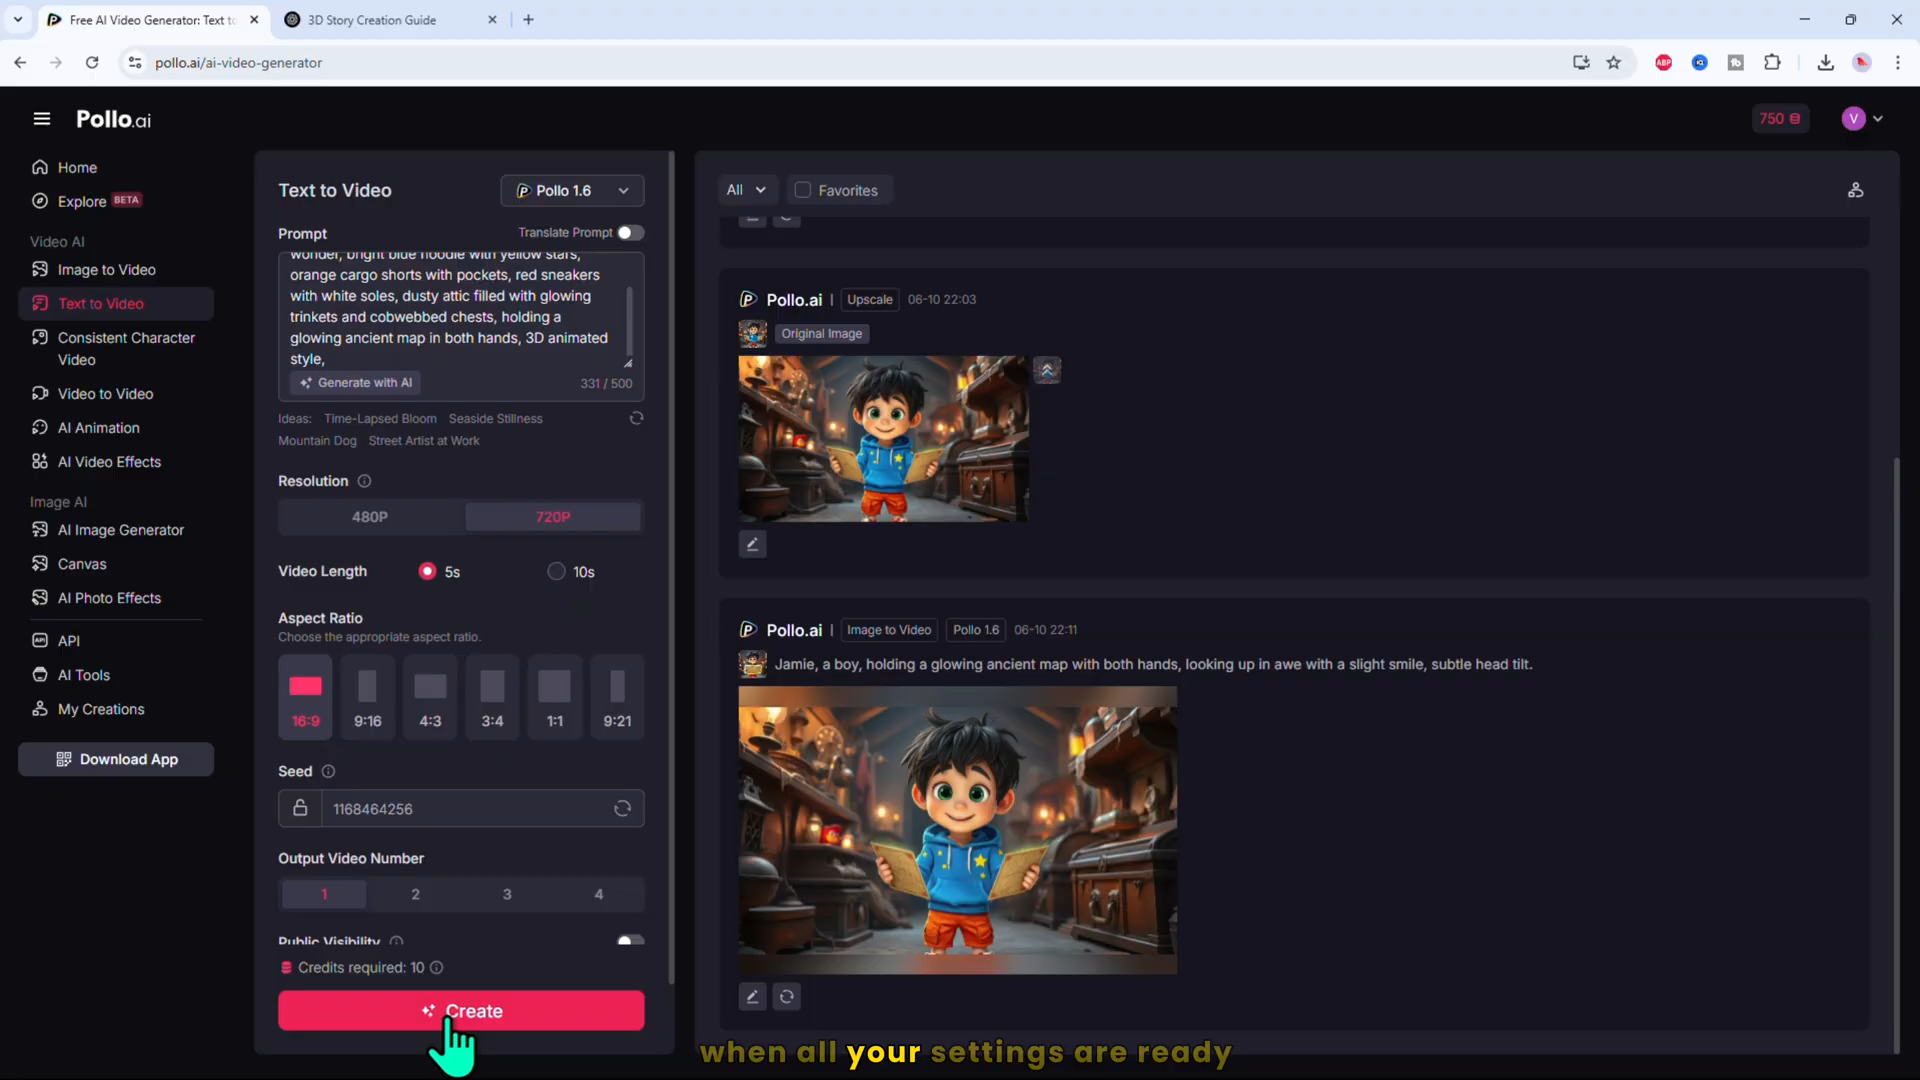 Free AI Video Generator: Text to
3D Story Creation Guide
pollo.ai/ai-video-generator
ABP
Pollo.ai
750
V
Home
Explore BETA
Video AI
Image to Video
Text to Video
Consistent Character
Video
Video to Video
AI Animation
AI Video Effects
Image AI
AI Image Generator
Canvas
AI Photo Effects
API
AI Tools
My Creations
Download App
Text to Video
Pollo 1.6
Prompt
Translate Prompt
wonder, bright blue hoodie with yellow stars,
orange cargo shorts with pockets, red sneakers
with white soles, dusty attic filled with glowing
trinkets and cobwebbed chests, holding a
glowing ancient map in both hands, 3D animated
style,
Generate with AI
331 / 500
Ideas: Time-Lapsed Bloom Seaside Stillness
Mountain Dog Street Artist at Work
Resolution
480P
720P
Video Length
5s
10s
Aspect Ratio
Choose the appropriate aspect ratio.
16:9
9:16
4:3
3:4
1:1
9:21
Seed
1168464256
Output Video Number
1
2
3
4
Public Visibility
Credits required: 10
Create
All
Favorites
Pollo.ai | Upscale 06-10 22:03
Original Image
Pollo.ai | Image to Video Pollo 1.6 06-10 22:11
Jamie, a boy, holding a glowing ancient map with both hands, looking up in awe with a slight smile, subtle head tilt.
when all your settings are ready